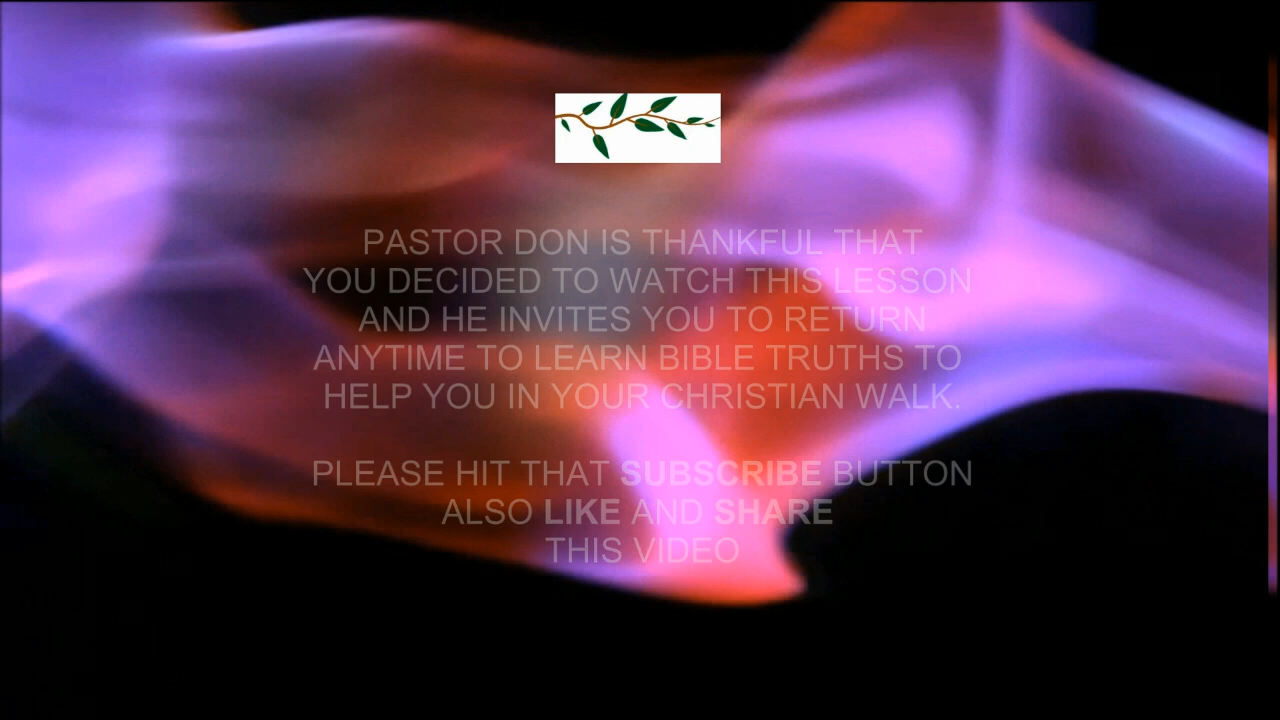 PASTOR DON IS THANKFUL THAT
YOU DECIDED TO WATCH THIS LESSON
AND HE INVITES YOU TO RETURN
ANYTIME TO LEARN BIBLE TRUTHS TO
HELP YOU IN YOUR CHRISTIAN WALK.
PLEASE HIT THAT SUBSCRIBE BUTTON
ALSO LIKE AND SHARE
THIS VIDEO